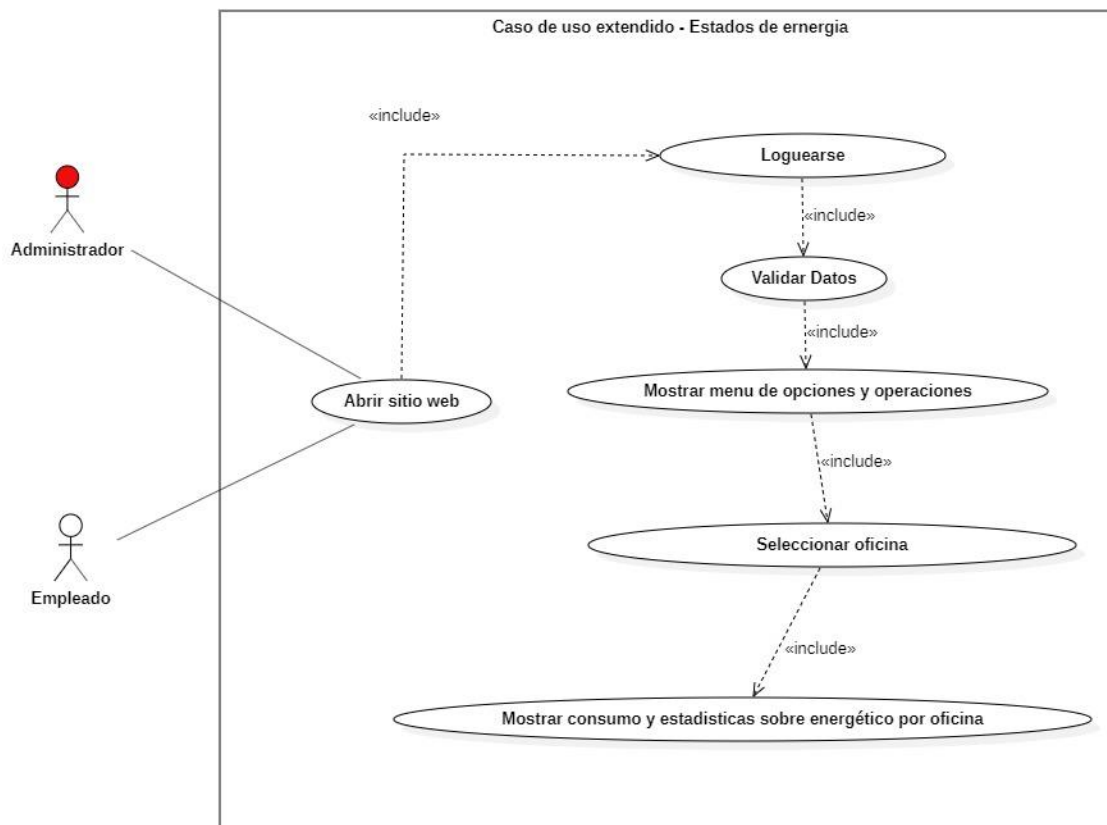 Caso de uso extendido - Estados de ernergia
«include»
Loguearse
«include»
Administrador
Validar Datos
«include»
Mostrar menu de opciones y operaciones
Abrir sitio web
«include»
Seleccionar oficina
Empleado
«include»
Mostrar consumo y estadisticas sobre energético por oficina